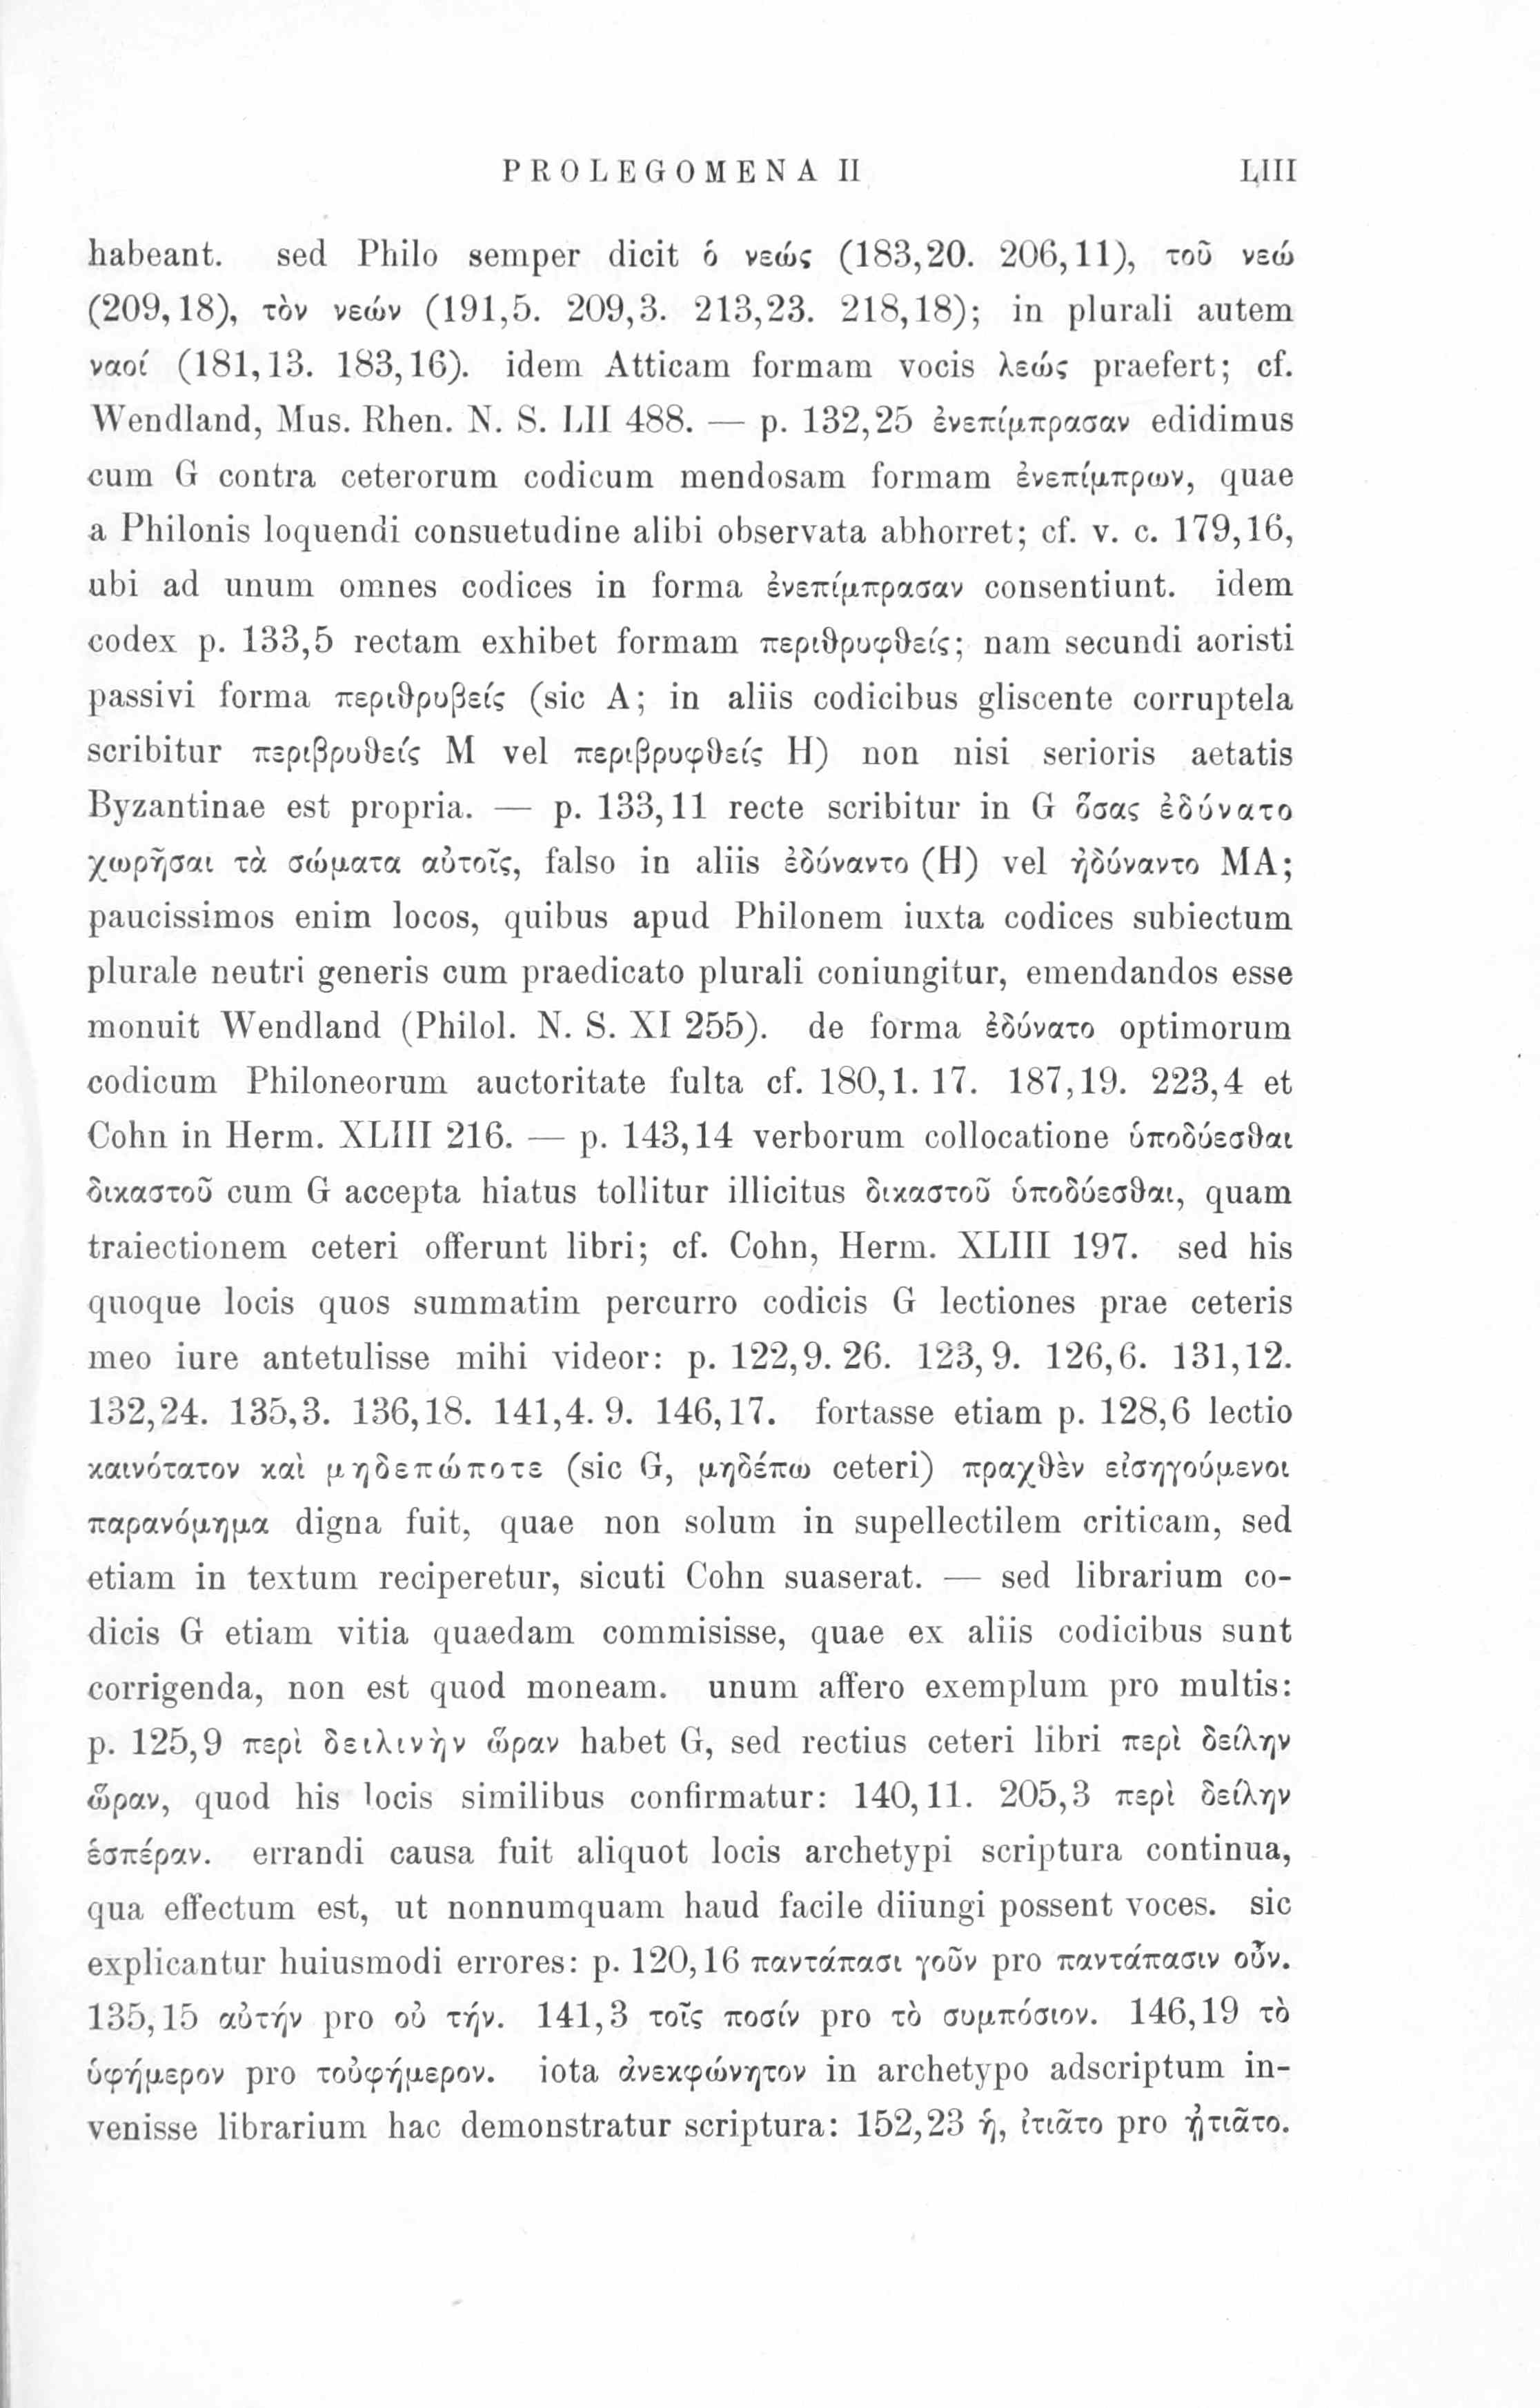 PROLEGOMENA II LIII
habeant. sed Philo semper dicit ὁ νεώς (183,20. 206,11), τοῦ νεώ
(209,18), τὸν νεών (191,5. 209,3. 213,23. 218,18); in plurali autem
ναοί (181,13. 183,16). idem Atticam formam vocis λεώς praefert; cf.
Wendland, Mus. Rhen. N. S. LII 488. — p. 132,25 ἐνεπίμπρασαν edidimus
cum G contra ceterorum codicum mendosam formam ἐνεπίμπρων, quae
a Philonis loquendi consuetudine alibi observata abhorret; cf. v. c. 179,16,
ubi ad unum omnes codices in forma ἐνεπίμπρασαν consentiunt. idem
codex p. 133,5 rectam exhibet formam περιθρυφθείς; nam secundi aoristi
passivi forma περιθρυβείς (sic A; in aliis codicibus gliscente corruptela
scribitur περιβρυθείς M vel περιβρυφθείς H) non nisi serioris aetatis
Byzantinae est propria. — p. 133,11 recte scribitur in G ὅσας ἐδύνατο
χωρῆσαι τὰ σώματα αὐτοῖς, falso in aliis ἐδύναντο (H) vel ἠδύναντο MA;
paucissimos enim locos, quibus apud Philonem iuxta codices subiectum
plurale neutri generis cum praedicato plurali coniungitur, emendandos esse
monuit Wendland (Philol. N. S. XI 255). de forma ἐδύνατο optimorum
codicum Philoneorum auctoritate fulta cf. 180,1. 17. 187,19. 223,4 et
Cohn in Herm. XLIII 216. — p. 143,14 verborum collocatione ὑποδύεσθαι
δικαστοῦ cum G accepta hiatus tollitur illicitus δικαστοῦ ὑποδύεσθαι, quam
traiectionem ceteri offerunt libri; cf. Cohn, Herm. XLIII 197. sed his
quoque locis quos summatim percurro codicis G lectiones prae ceteris
meo iure antetulisse mihi videor: p. 122,9. 26. 123,9. 126,6. 131,12.
132,24. 135,3. 136,18. 141,4. 9. 146,17. fortasse etiam p. 128,6 lectio
καινότατον καὶ μηδεπώποτε (sic G, μηδέπω ceteri) πραχθὲν εἰσηγούμενοι
παρανόμημα digna fuit, quae non solum in supellectilem criticam, sed
etiam in textum reciperetur, sicuti Cohn suaserat. — sed librarium co-
dicis G etiam vitia quaedam commisisse, quae ex aliis codicibus sunt
corrigenda, non est quod moneam. unum affero exemplum pro multis:
p. 125,9 περὶ δειλινὴν ὥραν habet G, sed rectius ceteri libri περὶ δείλην
ὥραν, quod his locis similibus confirmatur: 140,11. 205,3 περὶ δείλην
ἑσπέραν. errandi causa fuit aliquot locis archetypi scriptura continua,
qua effectum est, ut nonnumquam haud facile diiungi possent voces. sic
explicantur huiusmodi errores: p. 120,16 παντάπασι γοῦν pro παντάπασιν οὖν.
135,15 αὐτήν pro οὐ τήν. 141,3 τοῖς ποσίν pro τὸ συμπόσιον. 146,19 τὸ
ὑφήμερον pro τοὐφήμερον. iota ἀνεκφώνητον in archetypo adscriptum in-
venisse librarium hac demonstratur scriptura: 152,23 ἡ, ἰτιᾶτο pro ᾐτιᾶτο.